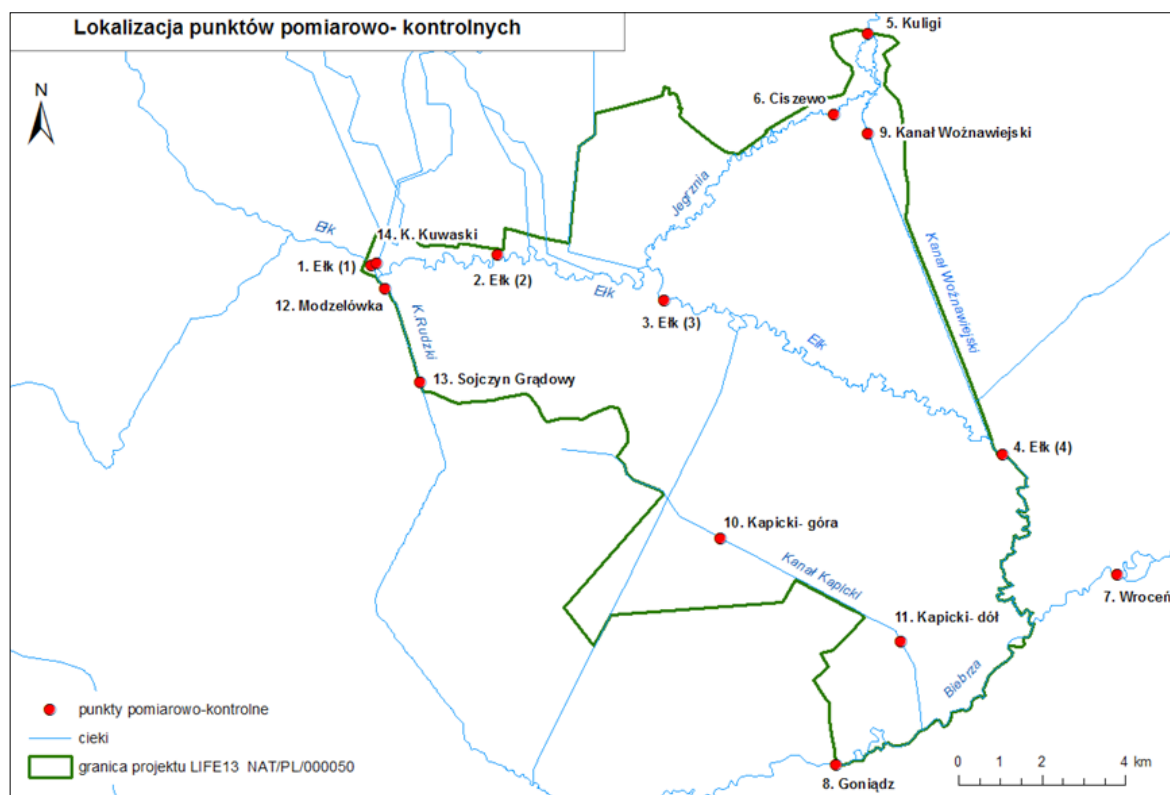 Lokalizacja punktów pomiarowo- kontrolnych
N
5. Kuligi
6. Ciszewo
9. Kanał Woźnawiejski
Jegrznia
Ełk
14. K. Kuwaski
1. Ełk (1)
2. Ełk (2)
Ełk
12. Modzelówka
3. Ełk (3)
K.Rudzki
Ełk
Kanał Woźnawiejski
13. Sojczyn Grądowy
4. Ełk (4)
10. Kapicki- góra
Kanał Kapicki
7. Wroceń
11. Kapicki- dół
Biebrza
8. Goniądz
punkty pomiarowo-kontrolne
cieki
granica projektu LIFE13 NAT/PL/000050
0 1 2 4 km